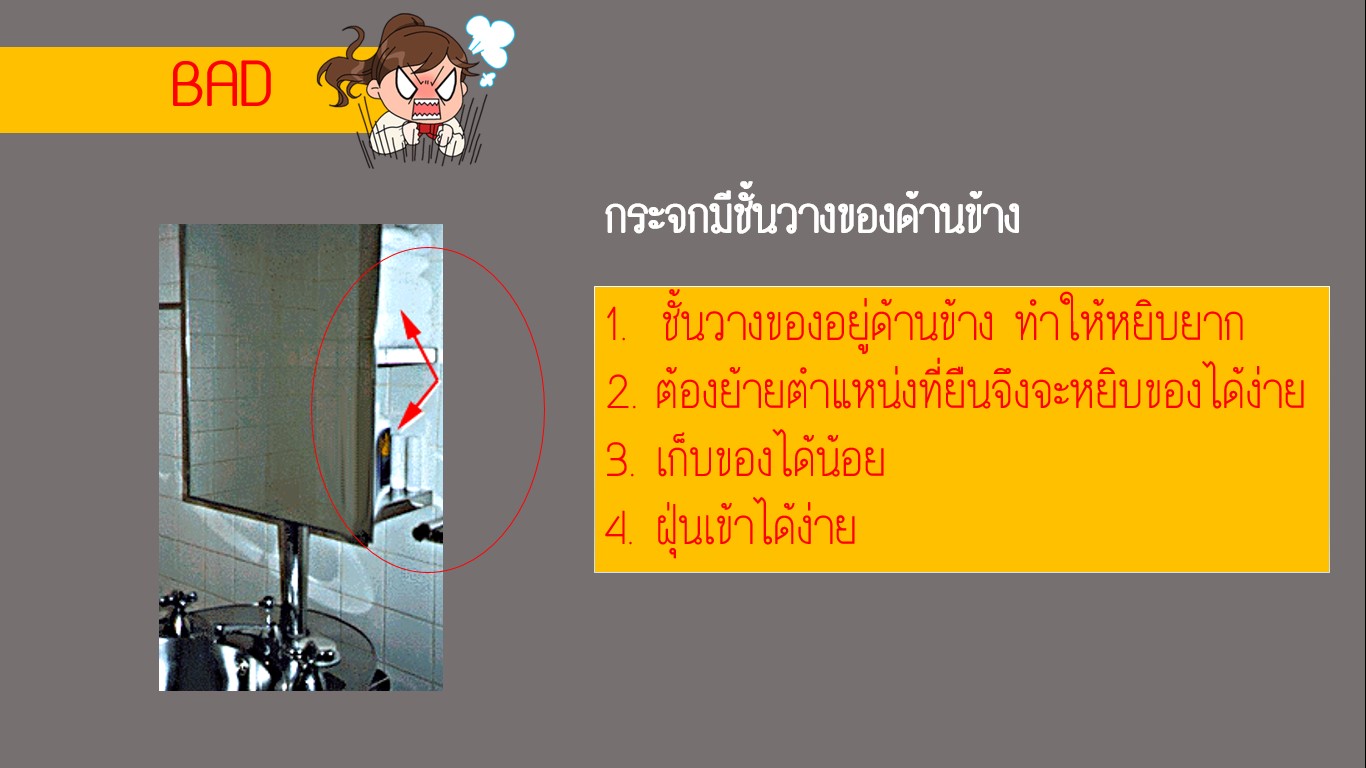 BAD
กระจกมีชั้นวางของด้านข้าง
1. ชั้นวางของอยู่ด้านข้าง ทำให้หยิบยาก
2. ต้องย้ายตำแหน่งที่ยืนจึงจะหยิบของได้ง่าย
3. เก็บของได้น้อย
4. ฝุ่นเข้าได้ง่าย